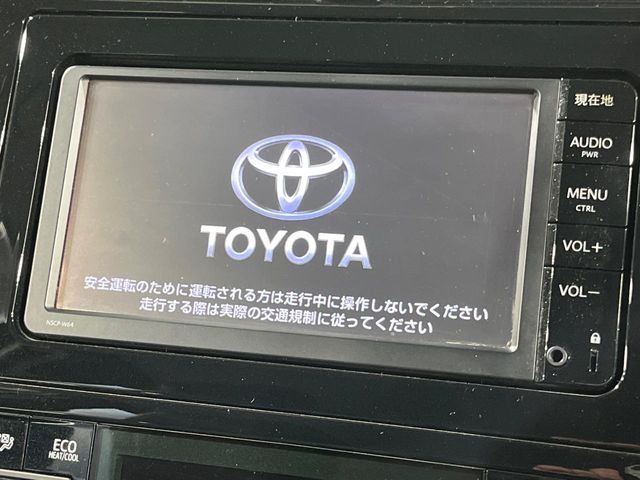 現在地
AUDIO
PWR
MENU
CTRL
VOL+
VOL−
TOYOTA
安全運転のために運転される方は走行中に操作しないでください
走行する際は実際の交通規制に従ってください
NSCP-W64
ECO
HEAT/COOL